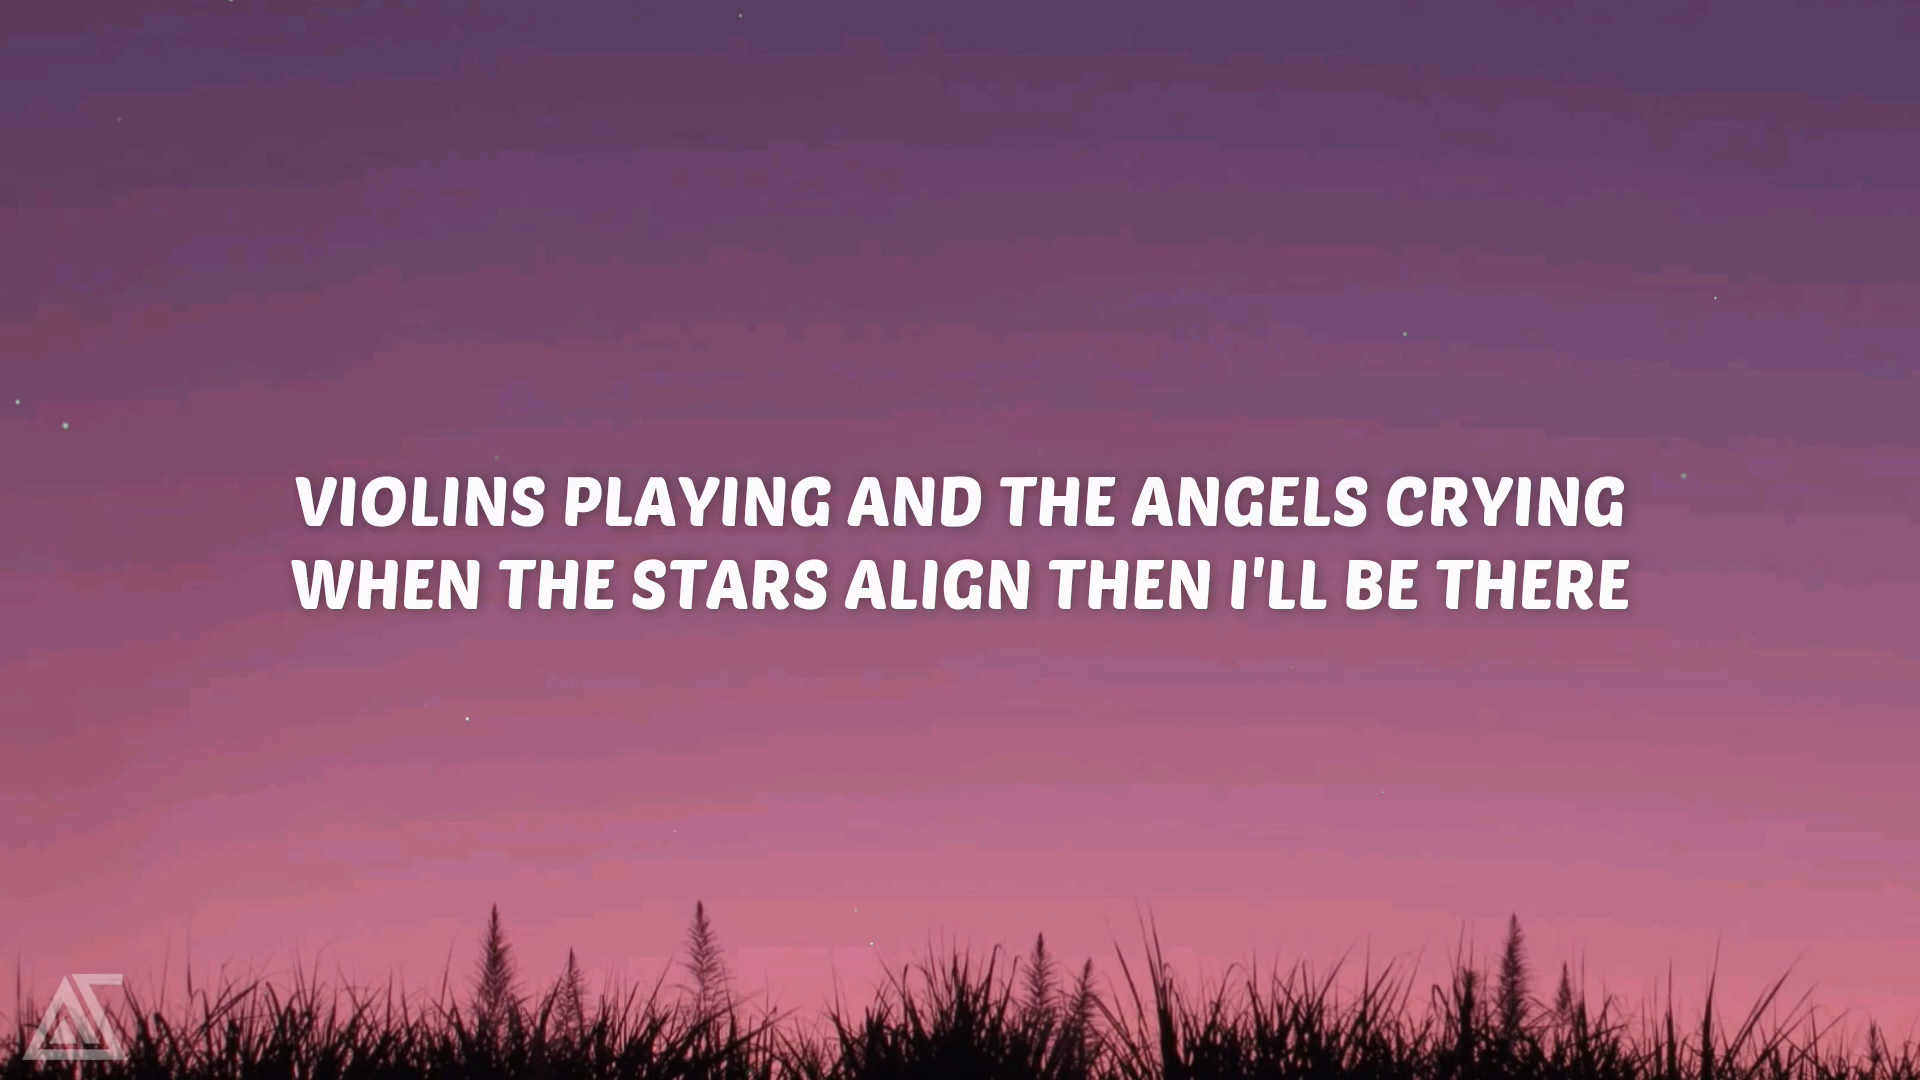 VIOLINS PLAYING AND THE ANGELS CRYING
WHEN THE STARS ALIGN THEN I'LL BE THERE